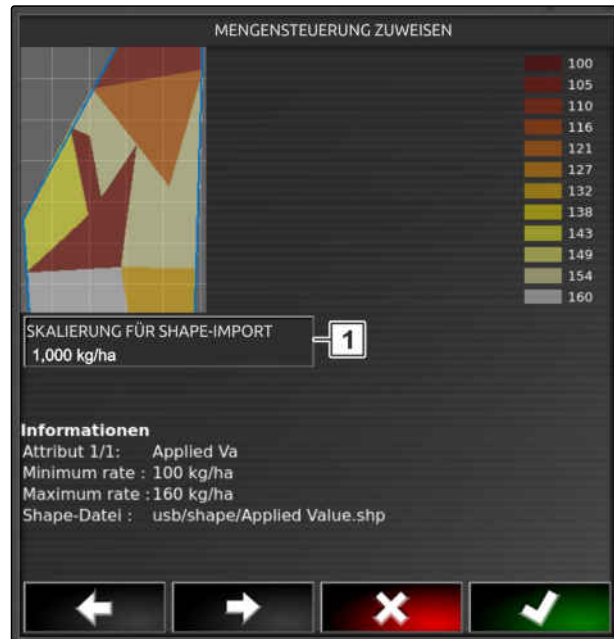 MENGENSTEUERUNG ZUWEISEN
100
105
110
116
121
127
132
138
143
149
154
160
SKALIERUNG FÜR SHAPE-IMPORT
1,000 kg/ha
1
Informationen
Attribut 1/1: Applied Va
Minimum rate : 100 kg/ha
Maximum rate : 160 kg/ha
Shape-Datei : usb/shape/Applied Value.shp